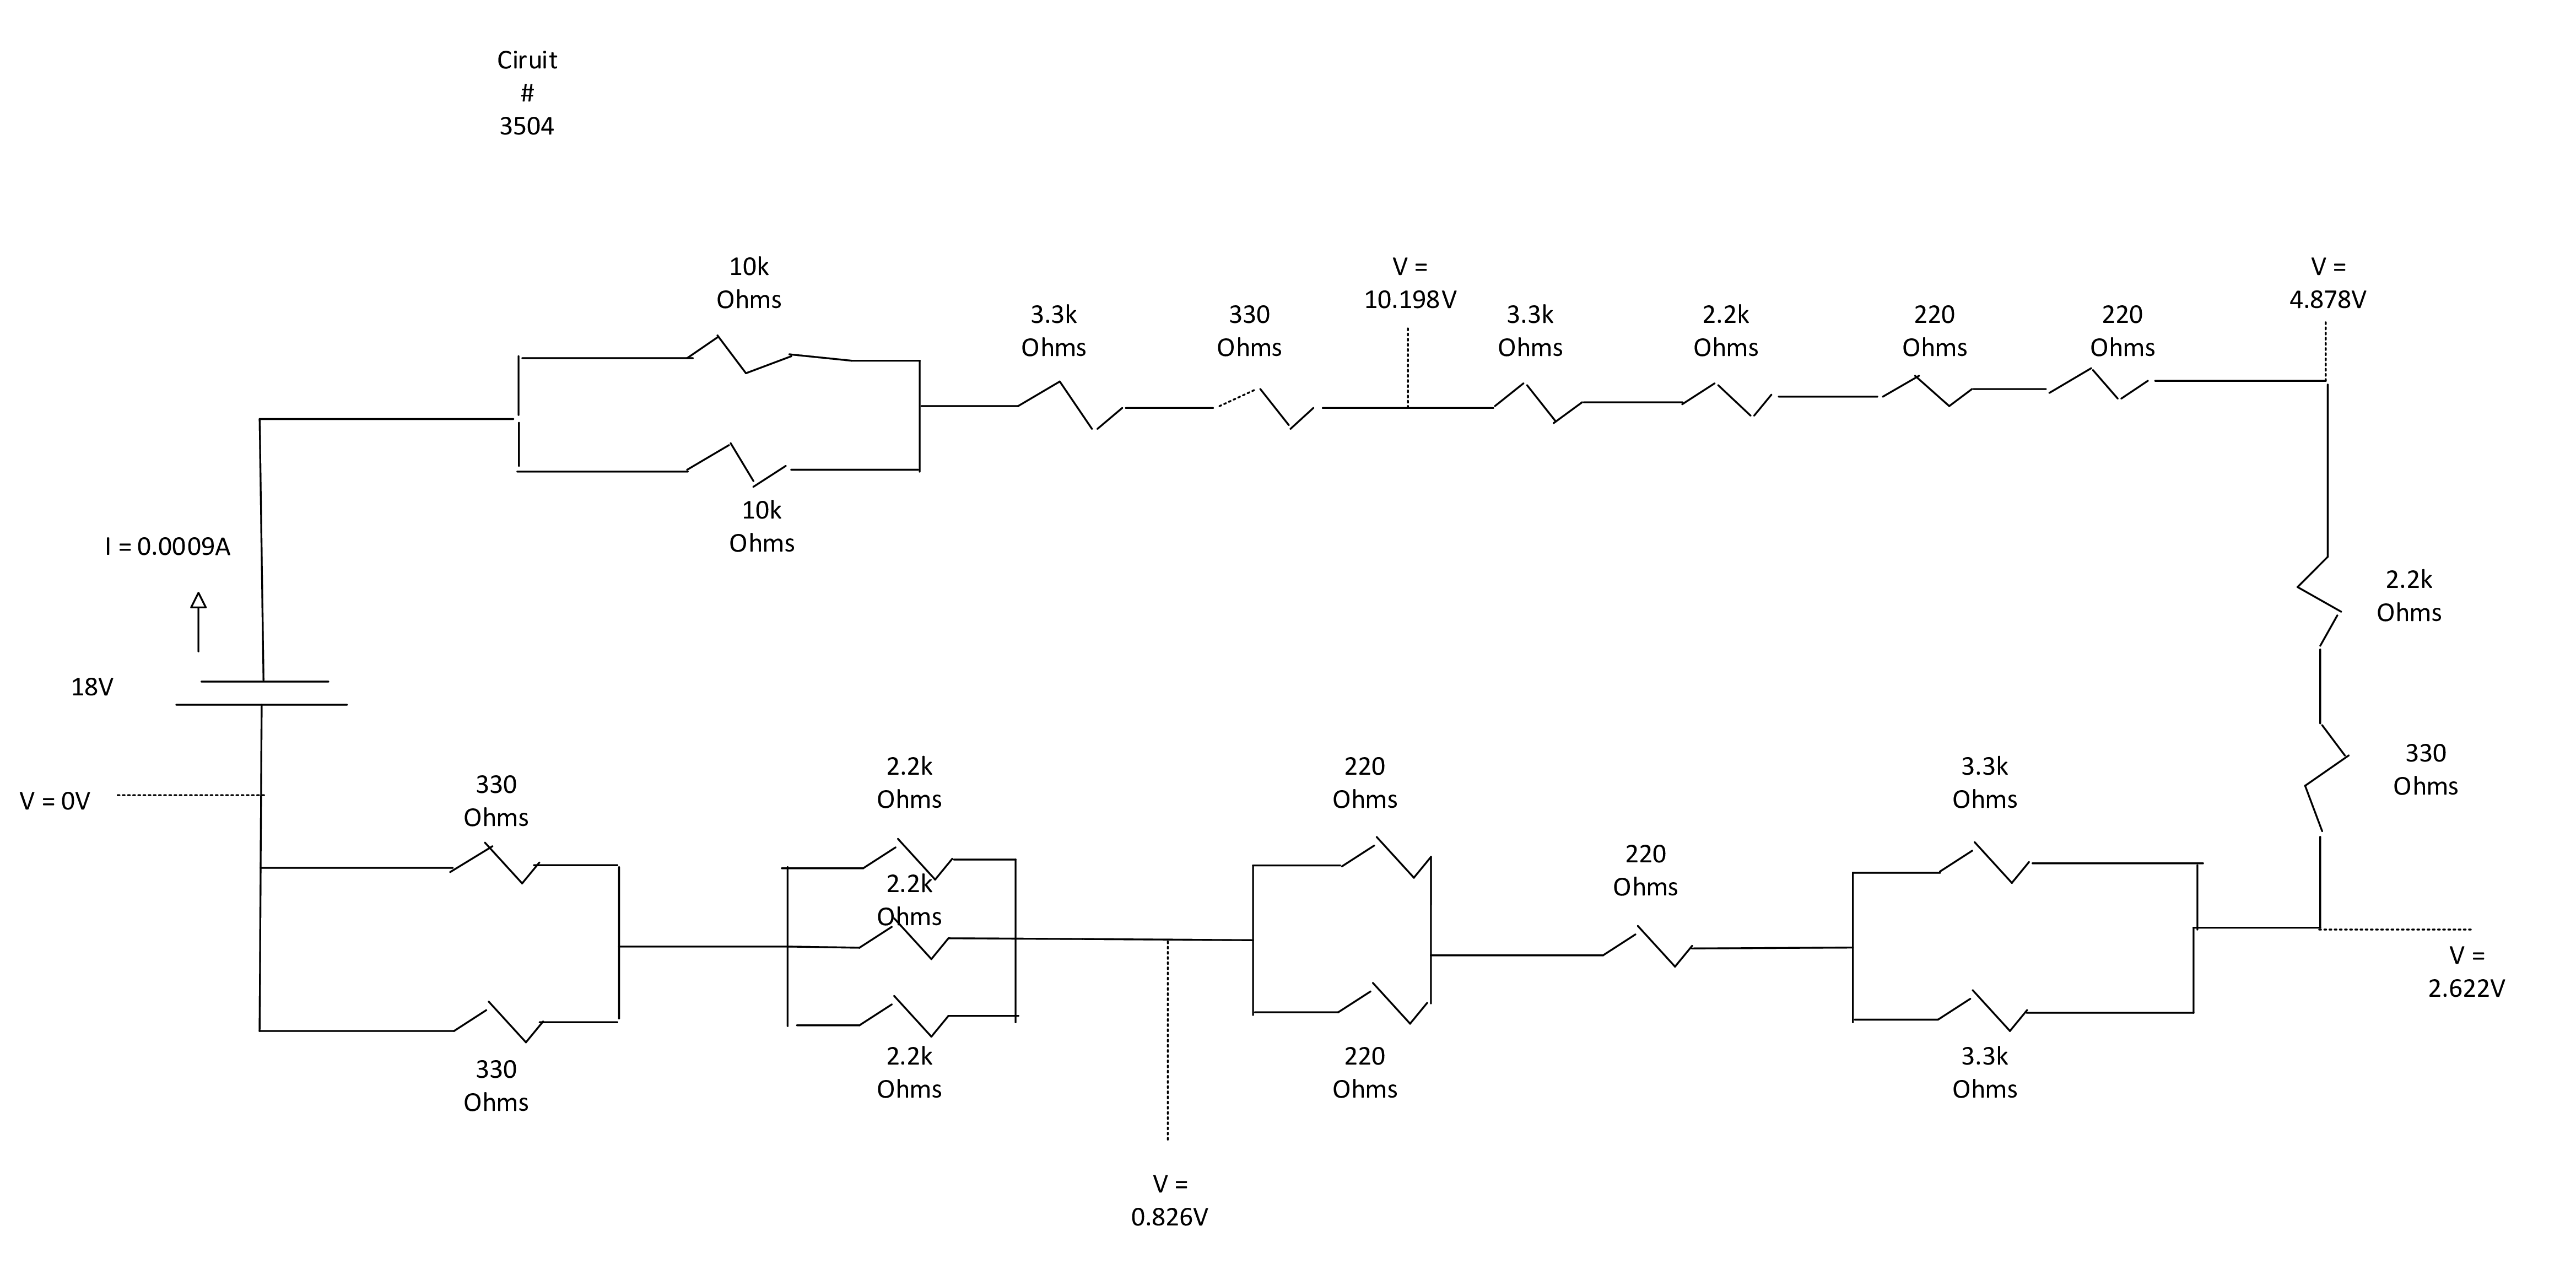 Ciruit
#
3504
10k
Ohms
3.3k
Ohms
330
Ohms
V =
10.198V
3.3k
Ohms
2.2k
Ohms
220
Ohms
220
Ohms
V =
4.878V
10k
Ohms
I = 0.0009A
18V
V = 0V
2.2k
Ohms
330
Ohms
330
Ohms
2.2k
Ohms
2.2k
Ohms
220
Ohms
220
Ohms
3.3k
Ohms
V =
2.622V
330
Ohms
2.2k
Ohms
220
Ohms
3.3k
Ohms
V =
0.826V